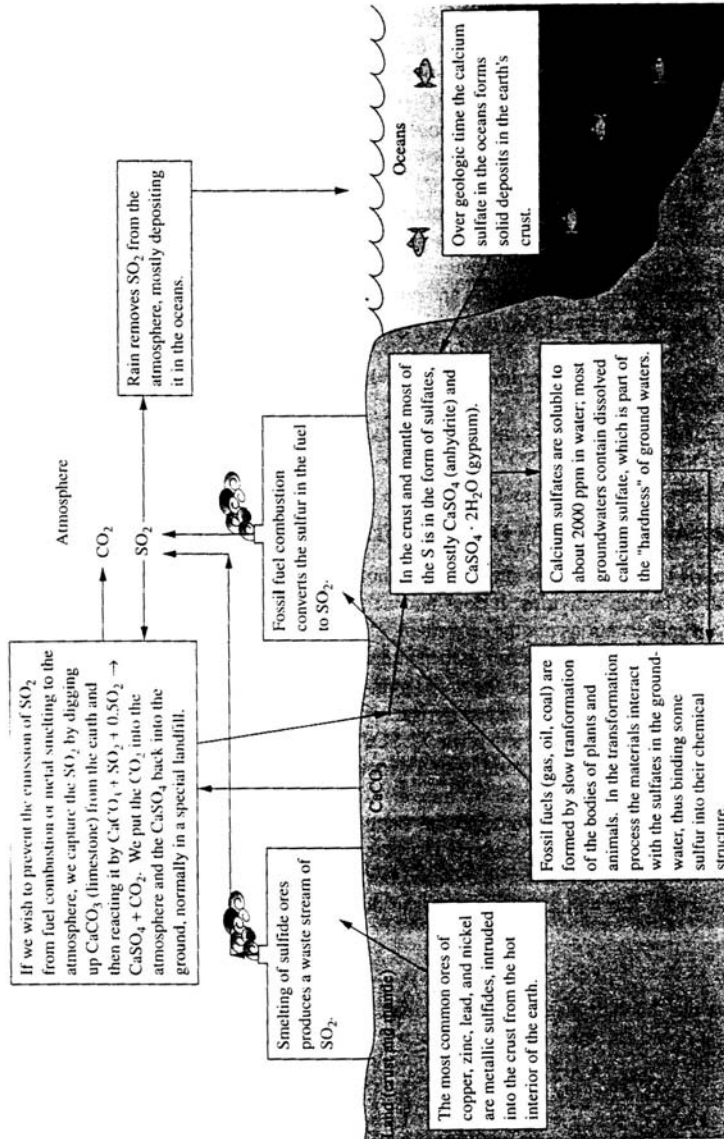 Atmosphere
If we wish to prevent the emission of SO₂
from fuel combustion or metal smelting to the
atmosphere, we capture the SO₂ by digging
up CaCO₃ (limestone) from the earth and
then reacting it by CaCO₃ + SO₂ + 0.5SO₂ →
CaSO₄ + CO₂. We put the CO₂ into the
atmosphere and the CaSO₄ back into the
ground, normally in a special landfill.
CO₂
SO₂
Rain removes SO₂ from the
atmosphere, mostly depositing
it in the oceans.
Smelting of sulfide ores
produces a waste stream of
SO₂.
Fossil fuel combustion
converts the sulfur in the fuel
to SO₂.
Land (crust and mantle)
CaCO₃
Oceans
The most common ores of
copper, zinc, lead, and nickel
are metallic sulfides, intruded
into the crust from the hot
interior of the earth.
In the crust and mantle most of
the S is in the form of sulfates,
mostly CaSO₄ (anhydrite) and
CaSO₄ · 2H₂O (gypsum).
Over geologic time the calcium
sulfate in the oceans forms
solid deposits in the earth's
crust.
Fossil fuels (gas, oil, coal) are
formed by slow tranformation
of the bodies of plants and
animals. In the transformation
process the materials interact
with the sulfates in the ground-
water, thus binding some
sulfur into their chemical
structure.
Calcium sulfates are soluble to
about 2000 ppm in water; most
groundwaters contain dissolved
calcium sulfate, which is part of
the "hardness" of ground waters.